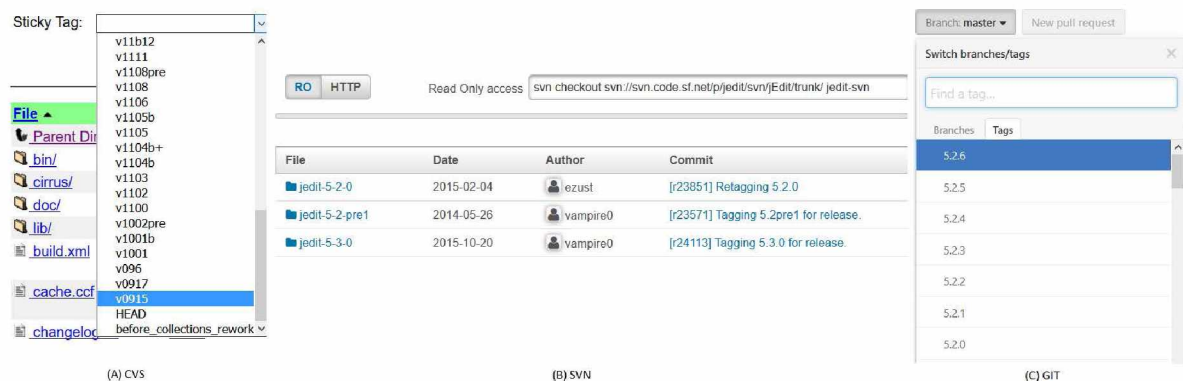 Sticky Tag:
v11b12
v1111
v1108pre
v1108
v1106
v1105b
v1105
v1104b+
v1104b
v1103
v1102
v1100
v1002pre
v1001b
v1001
v096
v0917
v0915
HEAD
before_collections_rework
File
Parent Dir
bin/
cirrus/
doc/
lib/
build.xml
cache.ccf
changelog
(A) CVS
RO HTTP Read Only access svn checkout svn://svn.code.sf.net/p/jedit/svn/jEdit/trunk/ jedit-svn
File Date Author Commit
jedit-5-2-0 2015-02-04 ezust [r23851] Retagging 5.2.0
jedit-5-2-pre1 2014-05-26 vampire0 [r23571] Tagging 5.2pre1 for release.
jedit-5-3-0 2015-10-20 vampire0 [r24113] Tagging 5.3.0 for release.
(B) SVN
Branch: master New pull request
Switch branches/tags
Find a tag...
Branches Tags
5.2.6
5.2.5
5.2.4
5.2.3
5.2.2
5.2.1
5.2.0
(C) GIT